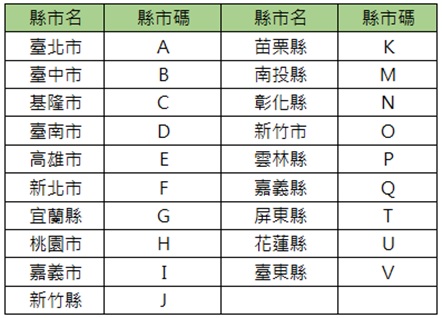 縣市名 縣市碼 縣市名 縣市碼
臺北市 A 苗栗縣 K
臺中市 B 南投縣 M
基隆市 C 彰化縣 N
臺南市 D 新竹市 O
高雄市 E 雲林縣 P
新北市 F 嘉義縣 Q
宜蘭縣 G 屏東縣 T
桃園市 H 花蓮縣 U
嘉義市 I 臺東縣 V
新竹縣 J